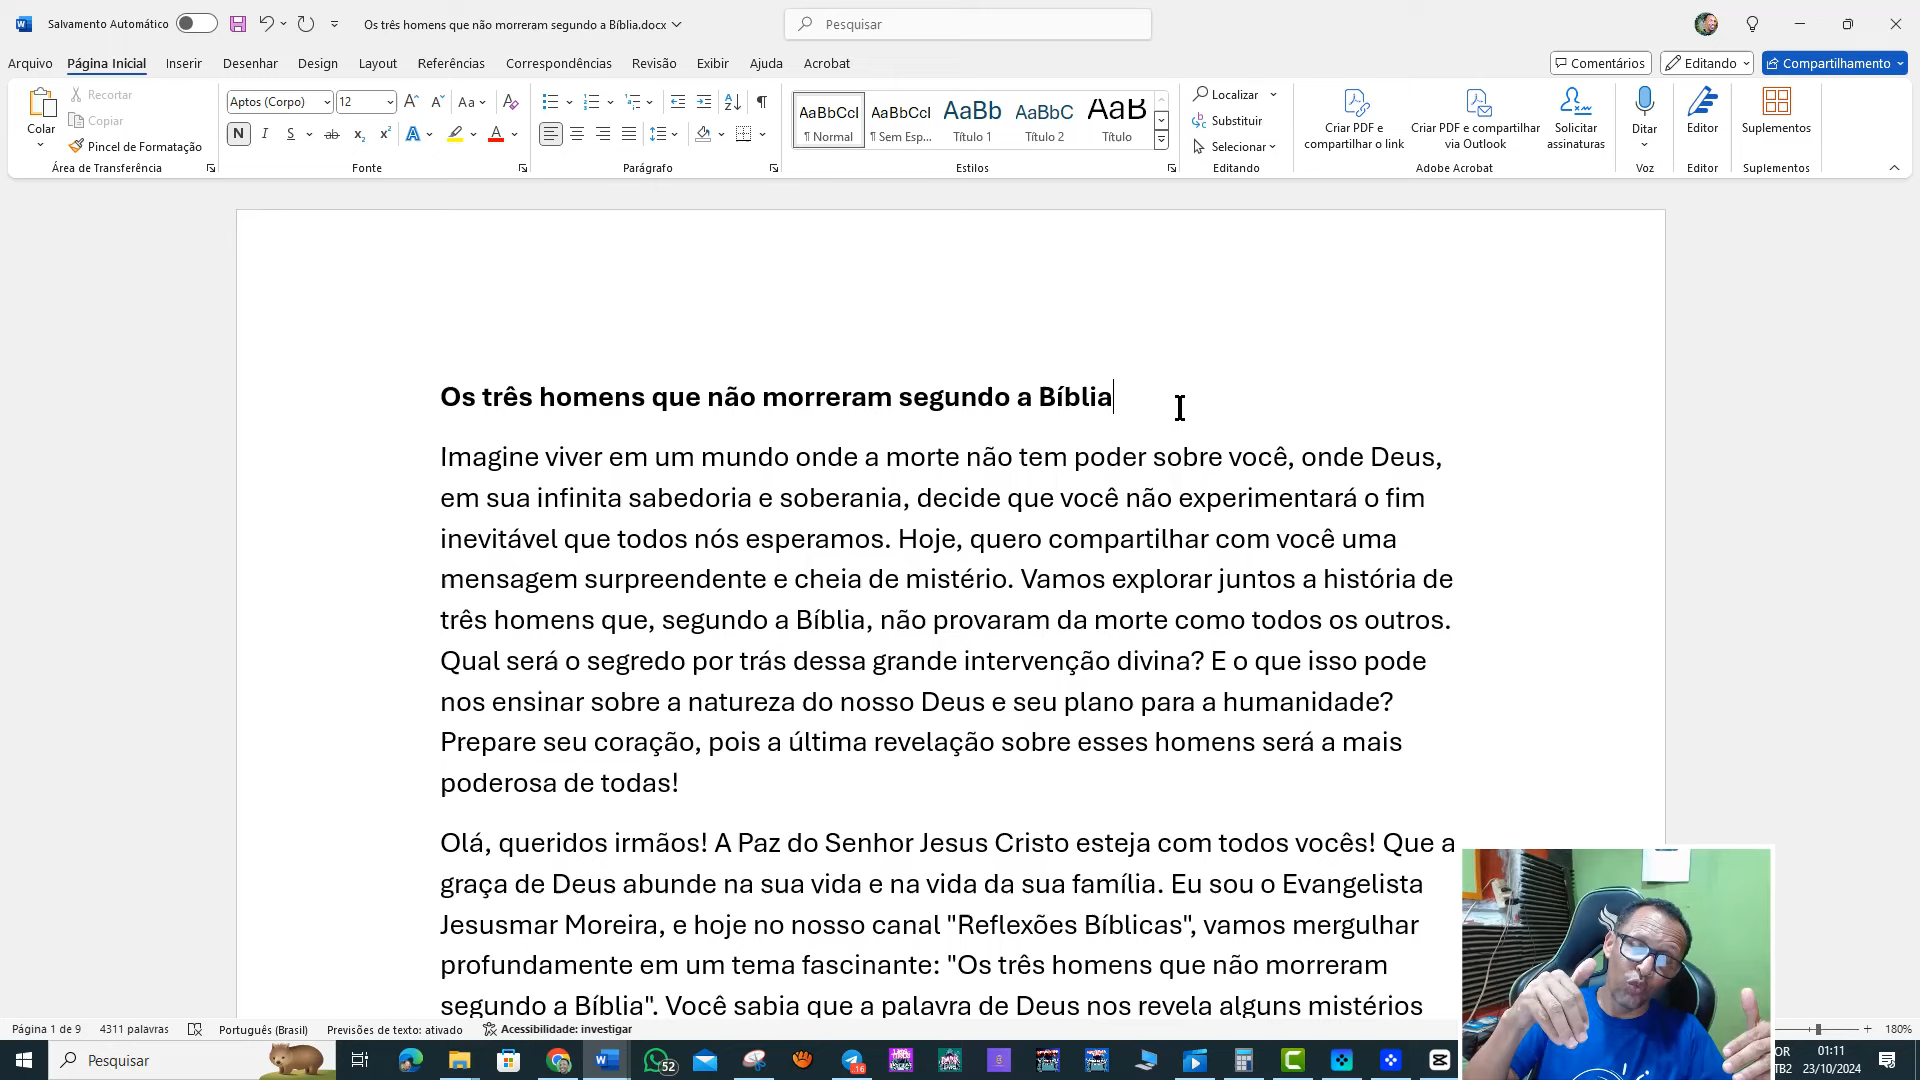 Salvamento Automático
Os três homens que não morreram segundo a Bíblia.docx
Pesquisar
Arquivo Página Inicial Inserir Desenhar Design Layout Referências Correspondências Revisão Exibir Ajuda Acrobat
Comentários Editando Compartilhamento
Colar
Recortar
Copiar
Pincel de Formatação
Área de Transferência
Aptos (Corpo) 12
Fonte
Parágrafo
AaBbCcI AaBbCcI AaBb AaBbC AaB
¶ Normal ¶ Sem Esp... Título 1 Título 2 Título
Estilos
Localizar
Substituir
Selecionar
Editando
Criar PDF e compartilhar o link
Criar PDF e compartilhar via Outlook
Solicitar assinaturas
Adobe Acrobat
Ditar
Voz
Editor
Editor
Suplementos
Suplementos
Os três homens que não morreram segundo a Bíblia
Imagine viver em um mundo onde a morte não tem poder sobre você, onde Deus,
em sua infinita sabedoria e soberania, decide que você não experimentará o fim
inevitável que todos nós esperamos. Hoje, quero compartilhar com você uma
mensagem surpreendente e cheia de mistério. Vamos explorar juntos a história de
três homens que, segundo a Bíblia, não provaram da morte como todos os outros.
Qual será o segredo por trás dessa grande intervenção divina? E o que isso pode
nos ensinar sobre a natureza do nosso Deus e seu plano para a humanidade?
Prepare seu coração, pois a última revelação sobre esses homens será a mais
poderosa de todas!
Olá, queridos irmãos! A Paz do Senhor Jesus Cristo esteja com todos vocês! Que a
graça de Deus abunde na sua vida e na vida da sua família. Eu sou o Evangelista
Jesusmar Moreira, e hoje no nosso canal "Reflexões Bíblicas", vamos mergulhar
profundamente em um tema fascinante: "Os três homens que não morreram
segundo a Bíblia". Você sabia que a palavra de Deus nos revela alguns mistérios
Página 1 de 9 4311 palavras Português (Brasil) Previsões de texto: ativado Acessibilidade: investigar
180%
Pesquisar
52
16
OR
TB2
01:11
23/10/2024